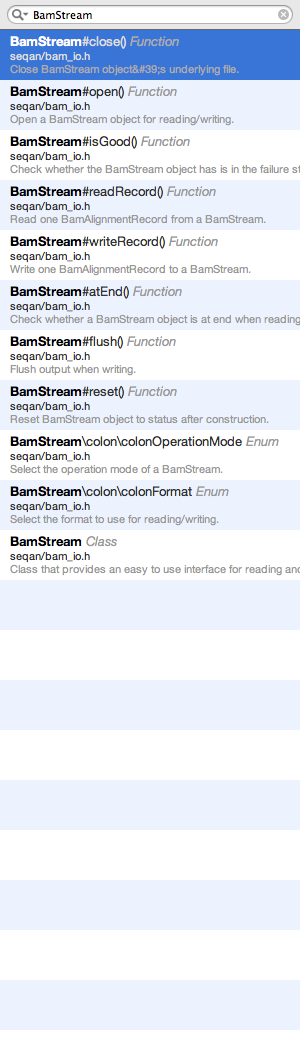 BamStream
BamStream#close() Function
seqan/bam_io.h
Close BamStream object&#39;s underlying file.
BamStream#open() Function
seqan/bam_io.h
Open a BamStream object for reading/writing.
BamStream#isGood() Function
seqan/bam_io.h
Check whether the BamStream object has is in the failure st
BamStream#readRecord() Function
seqan/bam_io.h
Read one BamAlignmentRecord from a BamStream.
BamStream#writeRecord() Function
seqan/bam_io.h
Write one BamAlignmentRecord to a BamStream.
BamStream#atEnd() Function
seqan/bam_io.h
Check whether a BamStream object is at end when reading
BamStream#flush() Function
seqan/bam_io.h
Flush output when writing.
BamStream#reset() Function
seqan/bam_io.h
Reset BamStream object to status after construction.
BamStream\colon\colonOperationMode Enum
seqan/bam_io.h
Select the operation mode of a BamStream.
BamStream\colon\colonFormat Enum
seqan/bam_io.h
Select the format to use for reading/writing.
BamStream Class
seqan/bam_io.h
Class that provides an easy to use interface for reading and